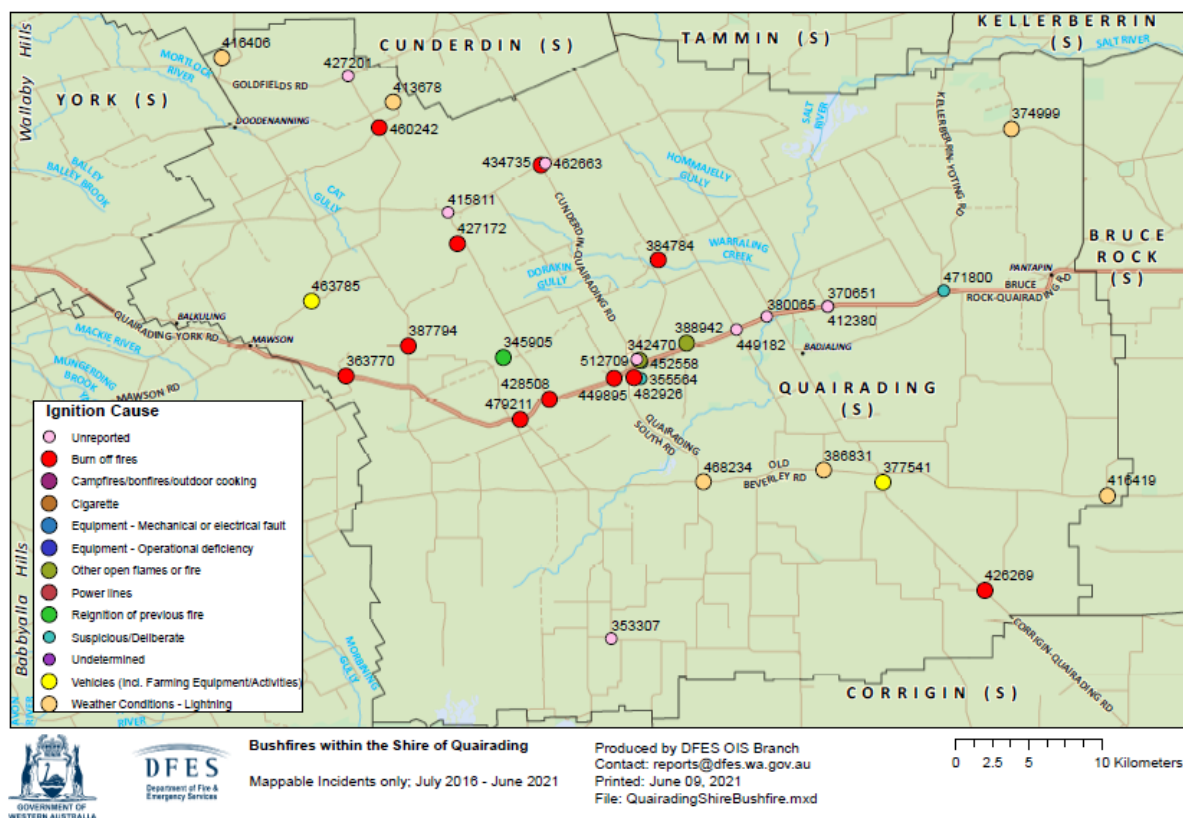 KELLERBERRIN
(S)
TAMMIN (S)
CUNDERDIN (S)
SALT RIVER
Wallaby Hills
416406
MORTLOCK
RIVER
427201
GOLDFIELDS RD
413678
YORK (S)
DOODENANNING
460242
SALT
RIVER
KELLERBERRIN-YOTING RD
374999
BALLEY
BALLEY BROOK
CAT
GULLY
434735
462663
HOMMAJELLY
GULLY
415811
427172
CUNDERDIN-QUAIRADING RD
384784
WARRALING
CREEK
BRUCE
ROCK
(S)
DORAKIN
GULLY
PANTAPIN
471800
BRUCE
ROCK-QUAIRADING RD
463785
370651
380065
412380
BALKULING
QUAIRADING-YORK RD
MACKIE RIVER
MAWSON
387794
345905
388942
342470
449182
BADJALING
MUNGERDING
BROOK
MAWSON RD
363770
512709
452558
355564
428508
449895
482926
QUAIRADING
(S)
479211
QUAIRADING
SOUTH RD
468234
OLD
BEVERLEY RD
386831
377541
416419
426269
353307
CORRIGIN-QUAIRADING RD
CORRIGIN (S)
MORBINING
GULLY
Babbyalla Hills
AVON
RIVER
RIVER
Ignition Cause
Unreported
Burn off fires
Campfires/bonfires/outdoor cooking
Cigarette
Equipment - Mechanical or electrical fault
Equipment - Operational deficiency
Other open flames or fire
Power lines
Reignition of previous fire
Suspicious/Deliberate
Undetermined
Vehicles (Incl. Farming Equipment/Activities)
Weather Conditions - Lightning
GOVERNMENT OF
WESTERN AUSTRALIA
DFES
Department of Fire &
Emergency Services
Bushfires within the Shire of Quairading
Mappable Incidents only; July 2016 - June 2021
Produced by DFES OIS Branch
Contact: reports@dfes.wa.gov.au
Printed: June 09, 2021
File: QuairadingShireBushfire.mxd
0 2.5 5 10 Kilometers